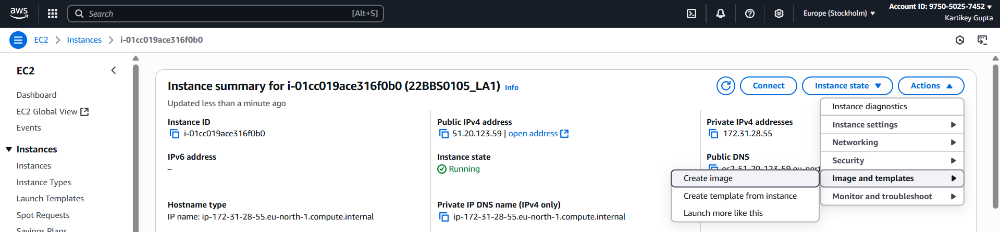 aws
Search [Alt+S]
Europe (Stockholm)
Account ID: 9750-5025-7452
Kartikey Gupta
EC2 > Instances > i-01cc019ace316f0b0
EC2
Dashboard
EC2 Global View
Events
Instances
Instances
Instance Types
Launch Templates
Spot Requests
Savings Plans
Instance summary for i-01cc019ace316f0b0 (22BBS0105_LA1) Info
Updated less than a minute ago
Connect
Instance state
Actions
Instance ID
i-01cc019ace316f0b0
Public IPv4 address
51.20.123.59 | open address
Private IPv4 addresses
172.31.28.55
IPv6 address
–
Instance state
Running
Public DNS
ec2-51-20-123-59.eu-nort
Hostname type
IP name: ip-172-31-28-55.eu-north-1.compute.internal
Private IP DNS name (IPv4 only)
ip-172-31-28-55.eu-north-1.compute.internal
Instance diagnostics
Instance settings
Networking
Security
Image and templates
Monitor and troubleshoot
Create image
Create template from instance
Launch more like this